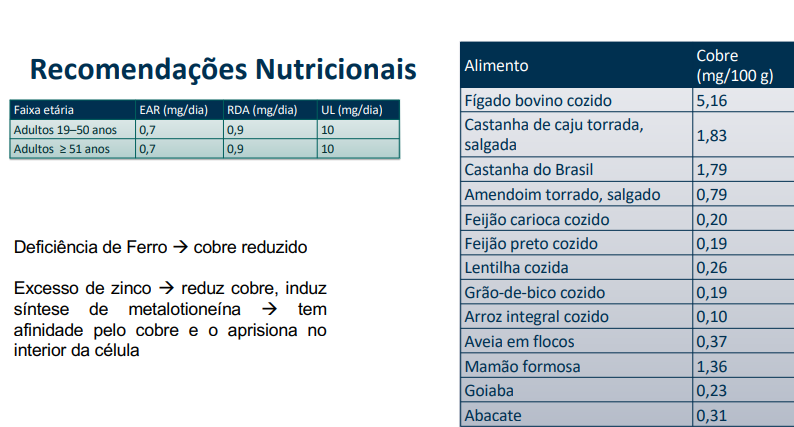 Recomendações Nutricionais
Faixa etária EAR (mg/dia) RDA (mg/dia) UL (mg/dia)
Adultos 19–50 anos 0,7 0,9 10
Adultos ≥ 51 anos 0,7 0,9 10
Deficiência de Ferro → cobre reduzido
Excesso de zinco → reduz cobre, induz
síntese de metalotioneína → tem
afinidade pelo cobre e o aprisiona no
interior da célula
Alimento Cobre
(mg/100 g)
Fígado bovino cozido 5,16
Castanha de caju torrada,
salgada 1,83
Castanha do Brasil 1,79
Amendoim torrado, salgado 0,79
Feijão carioca cozido 0,20
Feijão preto cozido 0,19
Lentilha cozida 0,26
Grão-de-bico cozido 0,19
Arroz integral cozido 0,10
Aveia em flocos 0,37
Mamão formosa 1,36
Goiaba 0,23
Abacate 0,31